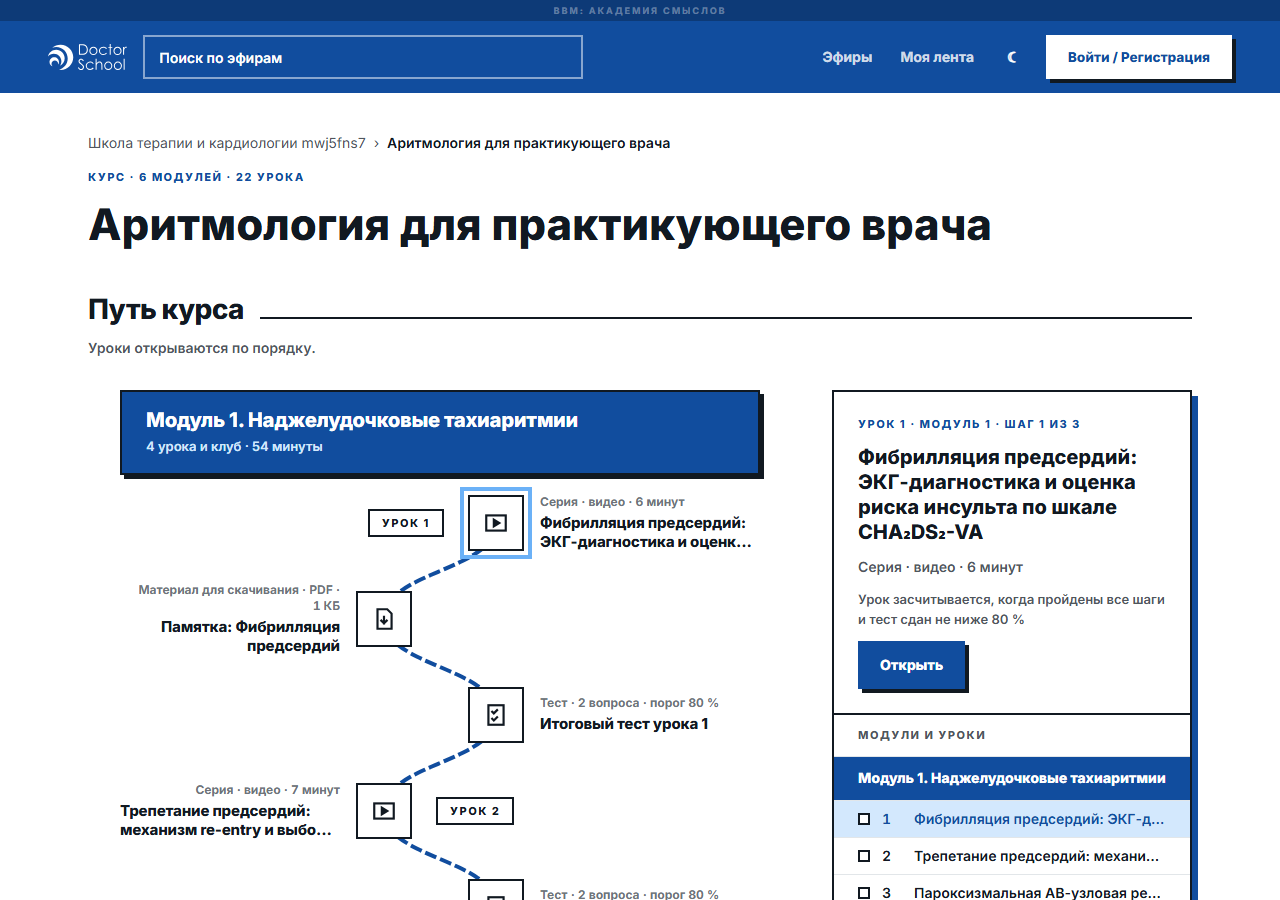 ВВМ: АКАДЕМИЯ СМЫСЛОВ
Doctor School
Поиск по эфирам
Эфиры
Моя лента
Войти / Регистрация
Школа терапии и кардиологии mwj5fns7 › Аритмология для практикующего врача
КУРС · 6 МОДУЛЕЙ · 22 УРОКА
Аритмология для практикующего врача
Путь курса
Уроки открываются по порядку.
Модуль 1. Наджелудочковые тахиаритмии
4 урока и клуб · 54 минуты
УРОК 1
Серия · видео · 6 минут
Фибрилляция предсердий:
ЭКГ-диагностика и оценк...
Материал для скачивания · PDF ·
1 КБ
Памятка: Фибрилляция
предсердий
Тест · 2 вопроса · порог 80 %
Итоговый тест урока 1
Серия · видео · 7 минут
Трепетание предсердий:
механизм re-entry и выбо...
УРОК 2
Тест · 2 вопроса · порог 80 %
УРОК 1 · МОДУЛЬ 1 · ШАГ 1 ИЗ 3
Фибрилляция предсердий:
ЭКГ-диагностика и оценка
риска инсульта по шкале
CHA₂DS₂-VA
Серия · видео · 6 минут
Урок засчитывается, когда пройдены все шаги
и тест сдан не ниже 80 %
Открыть
МОДУЛИ И УРОКИ
Модуль 1. Наджелудочковые тахиаритмии
1 Фибрилляция предсердий: ЭКГ-д...
2 Трепетание предсердий: механи...
3 Пароксизмальная АВ-узловая ре...